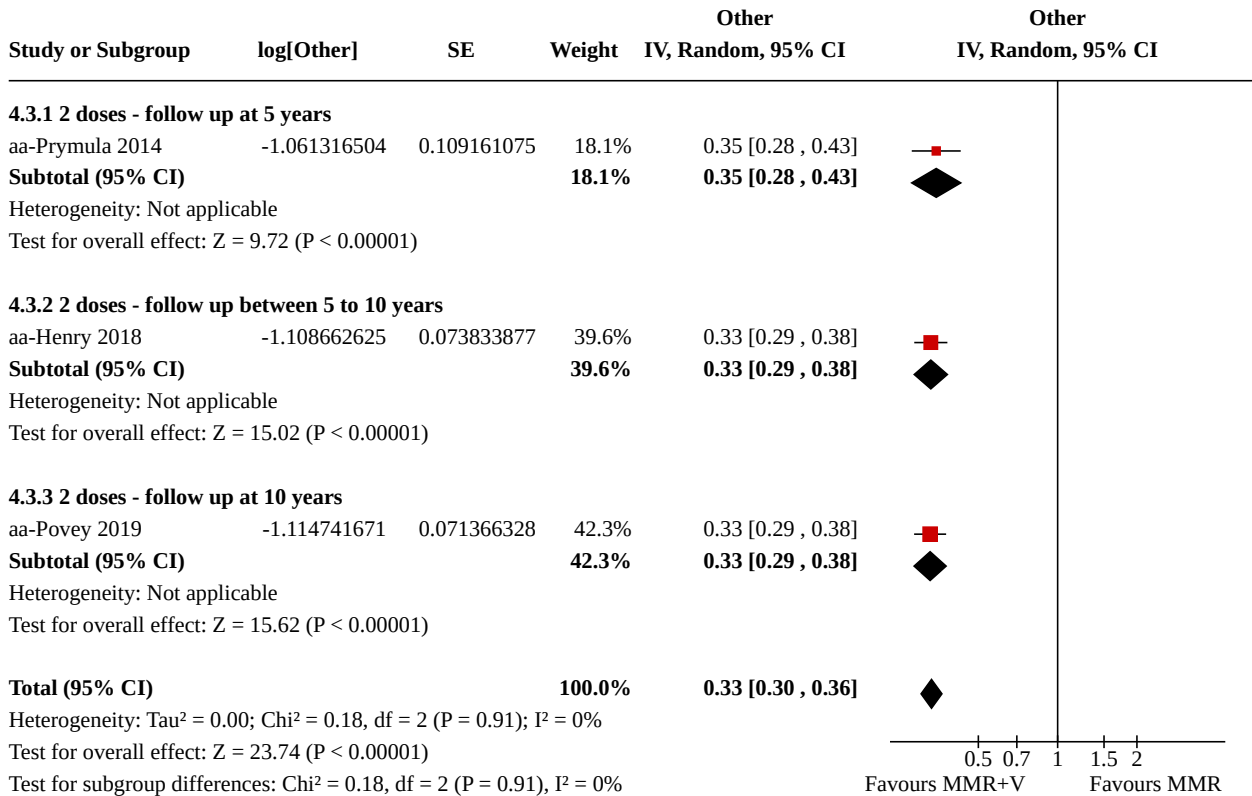 Other Other
Study or Subgroup log[Other] SE Weight IV, Random, 95% CI IV, Random, 95% CI
4.3.1 2 doses - follow up at 5 years
aa-Prymula 2014 -1.061316504 0.109161075 18.1% 0.35 [0.28 , 0.43]
Subtotal (95% CI) 18.1% 0.35 [0.28 , 0.43]
Heterogeneity: Not applicable
Test for overall effect: Z = 9.72 (P < 0.00001)
4.3.2 2 doses - follow up between 5 to 10 years
aa-Henry 2018 -1.108662625 0.073833877 39.6% 0.33 [0.29 , 0.38]
Subtotal (95% CI) 39.6% 0.33 [0.29 , 0.38]
Heterogeneity: Not applicable
Test for overall effect: Z = 15.02 (P < 0.00001)
4.3.3 2 doses - follow up at 10 years
aa-Povey 2019 -1.114741671 0.071366328 42.3% 0.33 [0.29 , 0.38]
Subtotal (95% CI) 42.3% 0.33 [0.29 , 0.38]
Heterogeneity: Not applicable
Test for overall effect: Z = 15.62 (P < 0.00001)
Total (95% CI) 100.0% 0.33 [0.30 , 0.36]
Heterogeneity: Tau² = 0.00; Chi² = 0.18, df = 2 (P = 0.91); I² = 0%
Test for overall effect: Z = 23.74 (P < 0.00001)
0.5 0.7 1 1.5 2
Test for subgroup differences: Chi² = 0.18, df = 2 (P = 0.91), I² = 0% Favours MMR+V Favours MMR